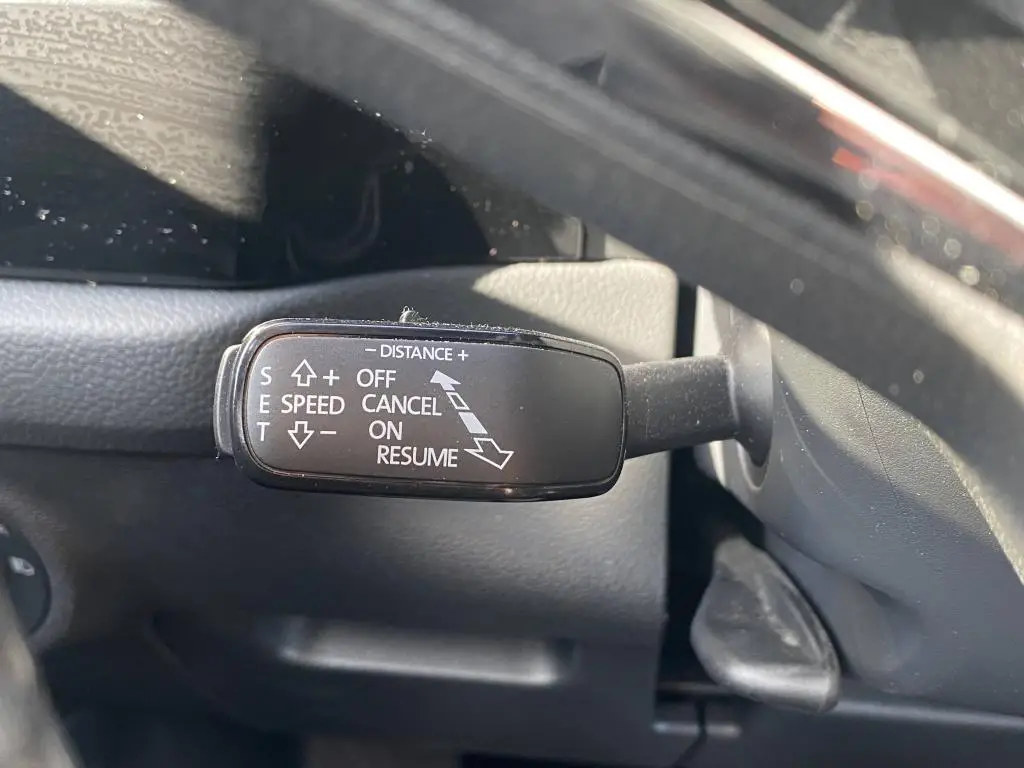 − DISTANCE +
S + OFF
E SPEED CANCEL
T − ON
RESUME